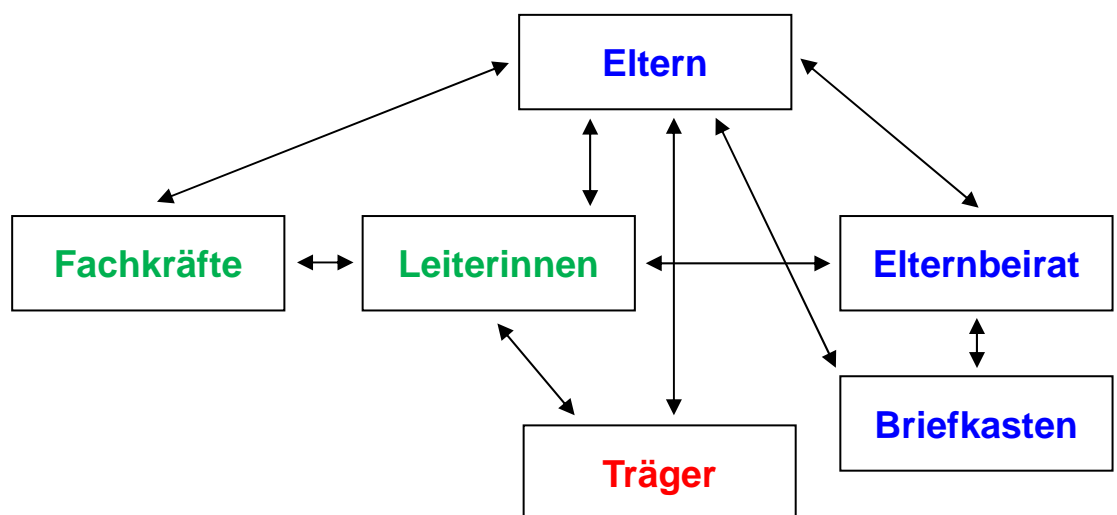 Eltern
Fachkräfte
Leiterinnen
Elternbeirat
Briefkasten
Träger